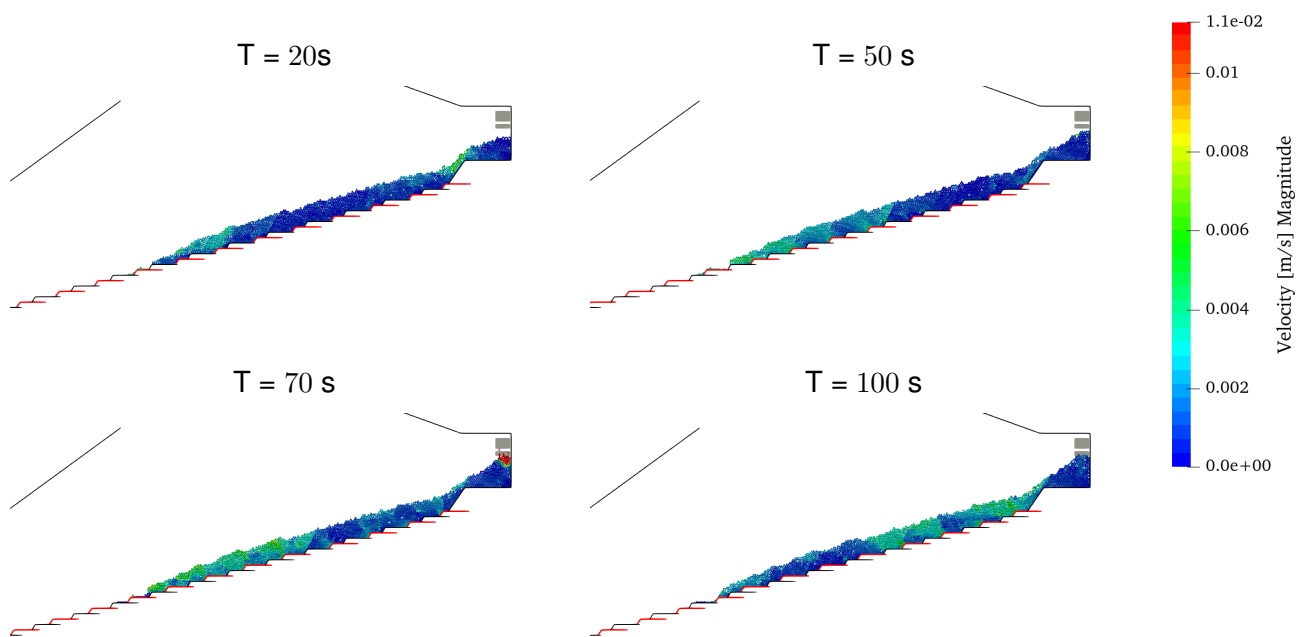 T = 20s
T = 50 s
1.1e-02
0.01
0.008
0.006
0.004
0.002
0.0e+00
Velocity [m/s] Magnitude
T = 70 s
T = 100 s